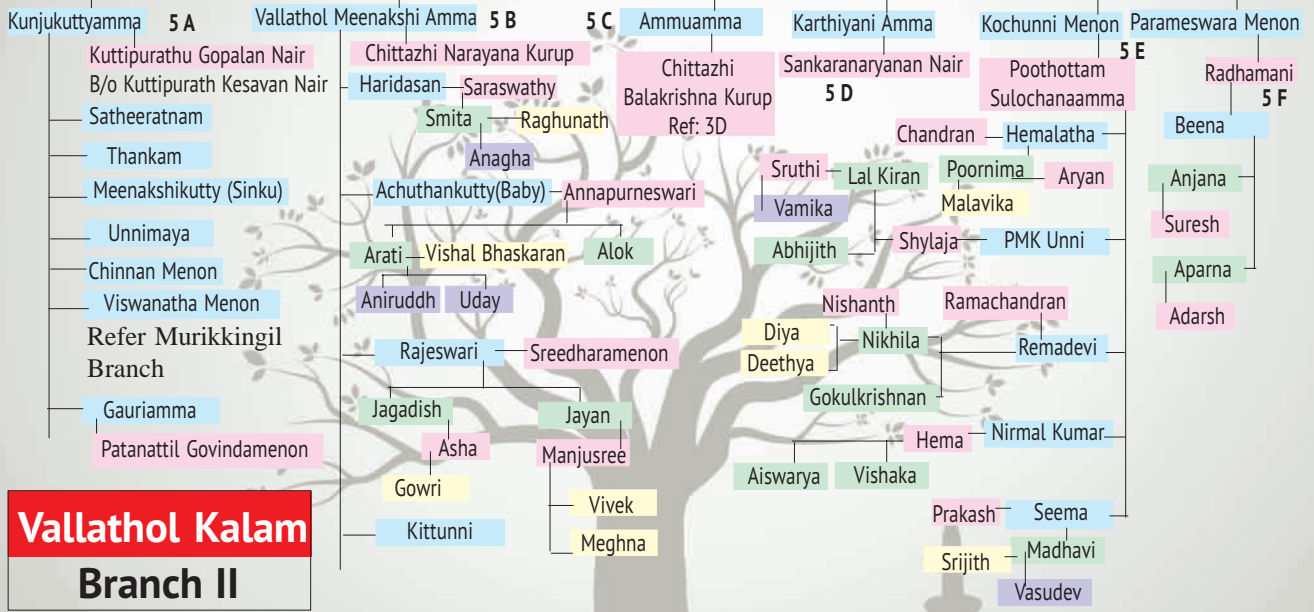 Kunjukuttyamma
5 A
Kuttipurathu Gopalan Nair
B/o Kuttipurath Kesavan Nair
Satheeratnam
Thankam
Meenakshikutty (Sinku)
Unnimaya
Chinnan Menon
Viswanatha Menon
Refer Murikkingil
Branch
Gauriamma
Patanattil Govindamenon
Vallathol Meenakshi Amma
5 B
Chittazhi Narayana Kurup
Haridasan
Saraswathy
Smita
Raghunath
Anagha
Achuthankutty(Baby)
Annapurneswari
Arati
Vishal Bhaskaran
Alok
Aniruddh
Uday
Rajeswari
Sreedharamenon
Jagadish
Jayan
Asha
Manjusree
Gowri
Vivek
Meghna
Kittunni
5 C
Ammuamma
Chittazhi
Balakrishna Kurup
Ref: 3D
Karthiyani Amma
Sankaranaryanan Nair
5 D
Kochunni Menon
5 E
Poothottam
Sulochanaamma
Chandran
Hemalatha
Poornima
Aryan
Malavika
Sruthi
Lal Kiran
Vamika
Abhijith
Shylaja
PMK Unni
Nishanth
Ramachandran
Diya
Nikhila
Remadevi
Deethya
Gokulkrishnan
Hema
Nirmal Kumar
Aiswarya
Vishaka
Prakash
Seema
Srijith
Madhavi
Vasudev
Parameswara Menon
Radhamani
5 F
Beena
Anjana
Suresh
Aparna
Adarsh
Vallathol Kalam
Branch II